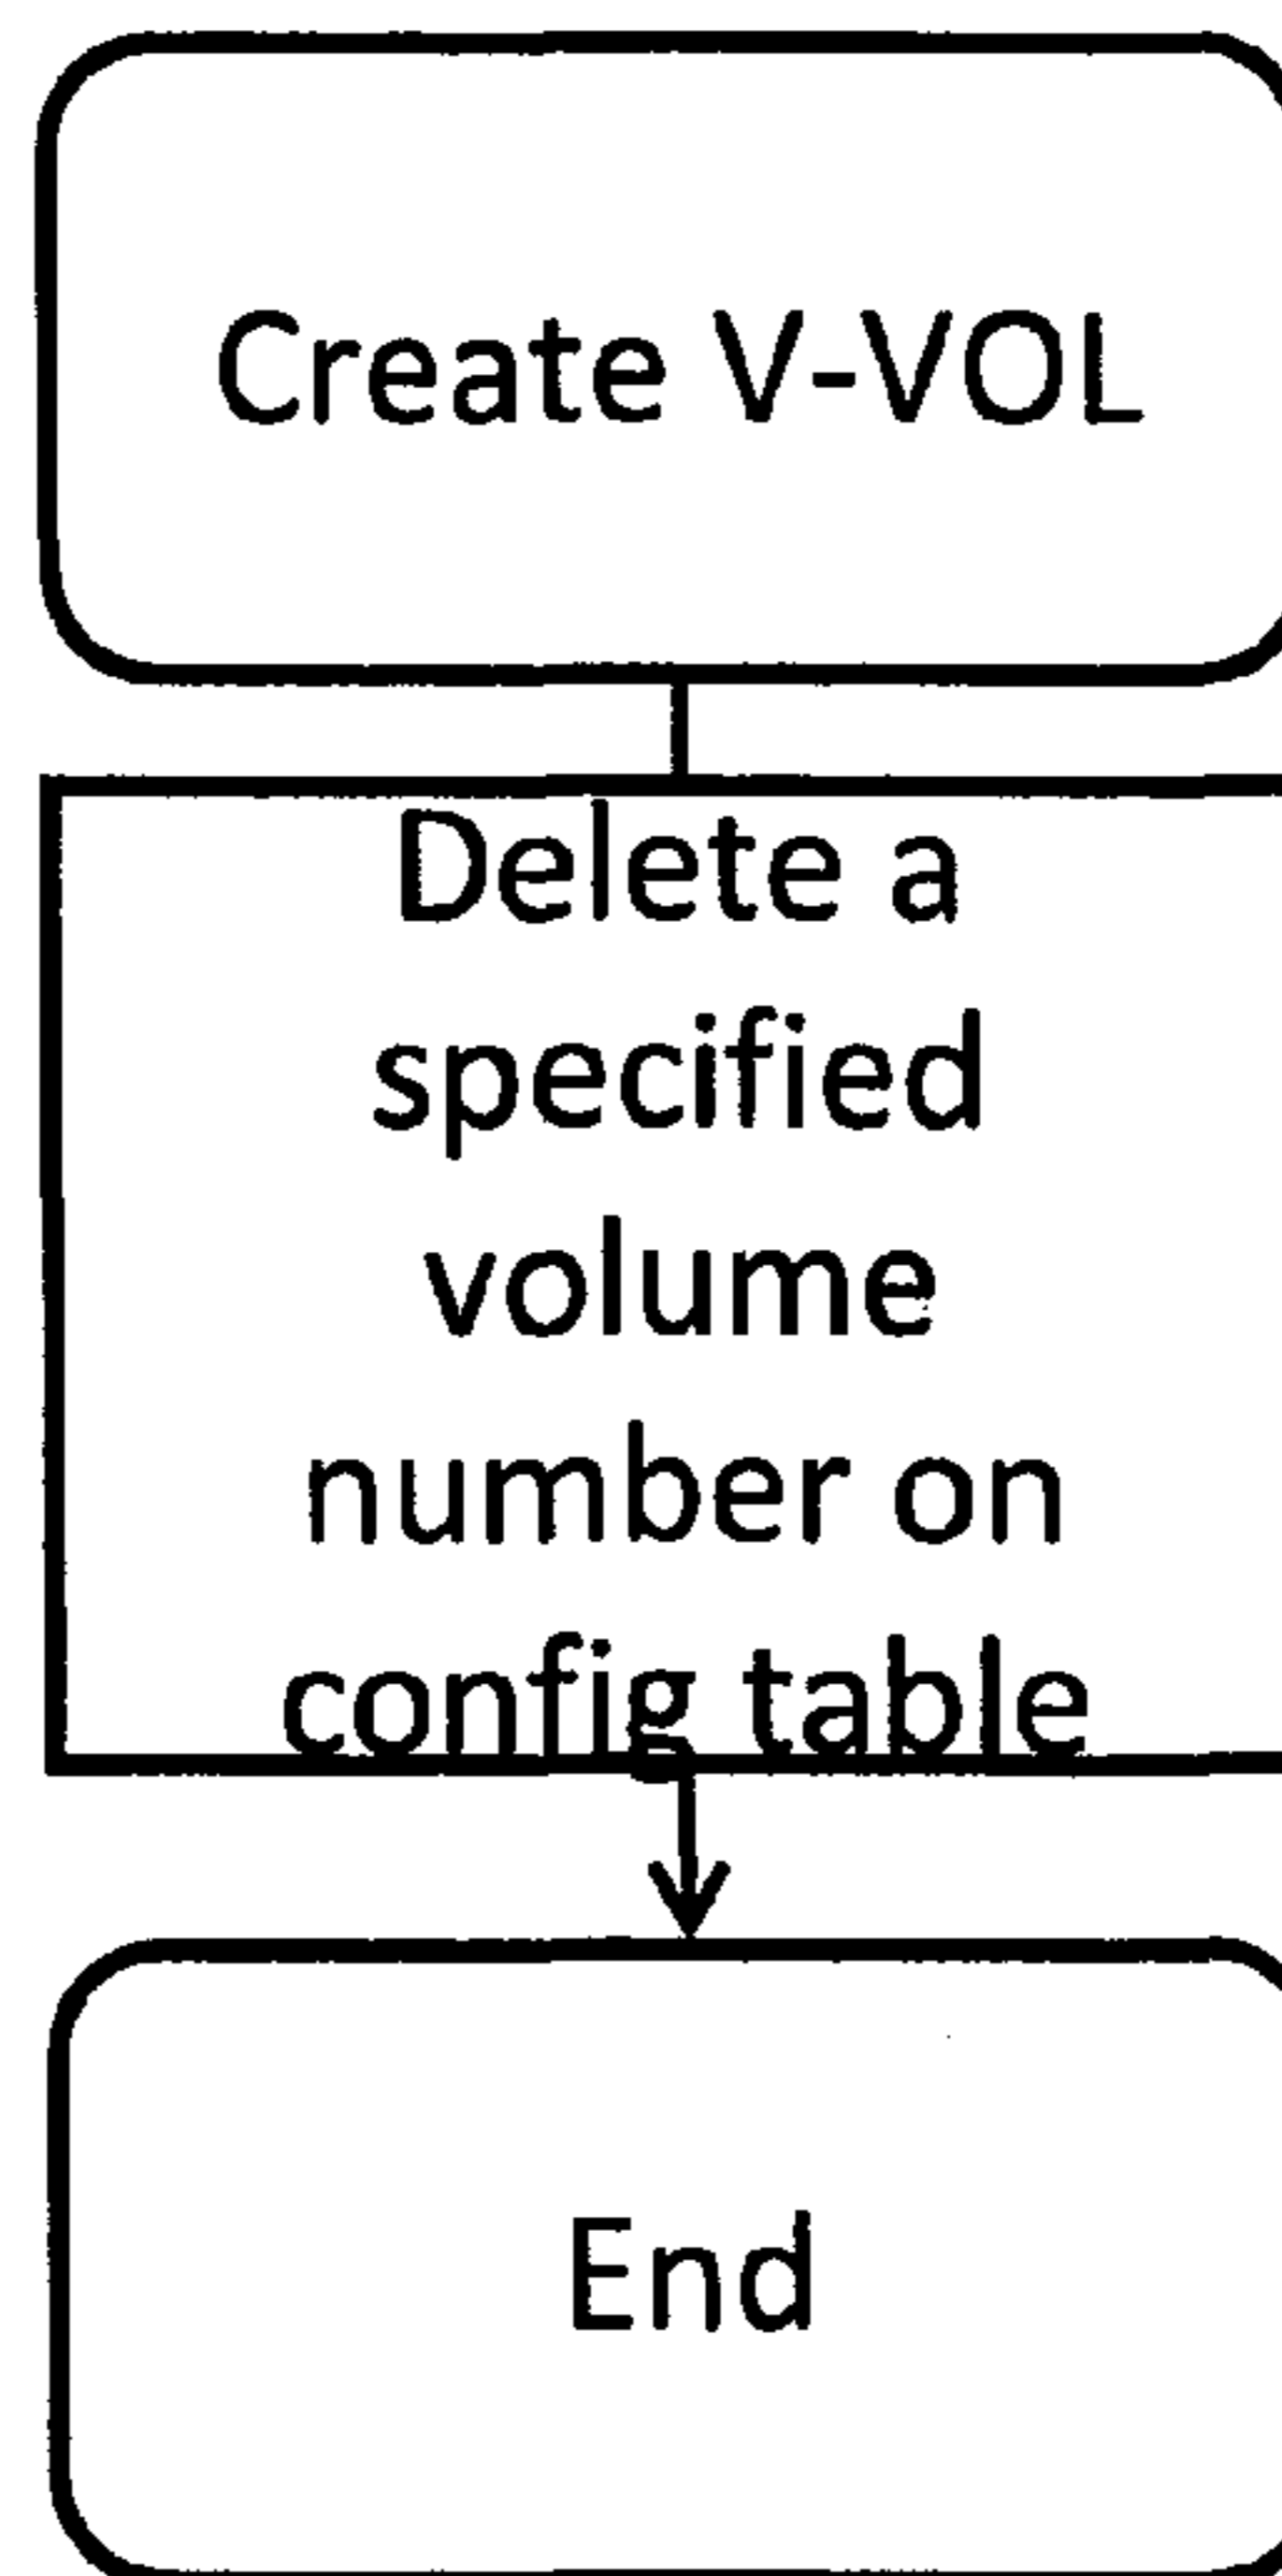 Create V-VOL
Delete a
specified
volume
number on
config table
End